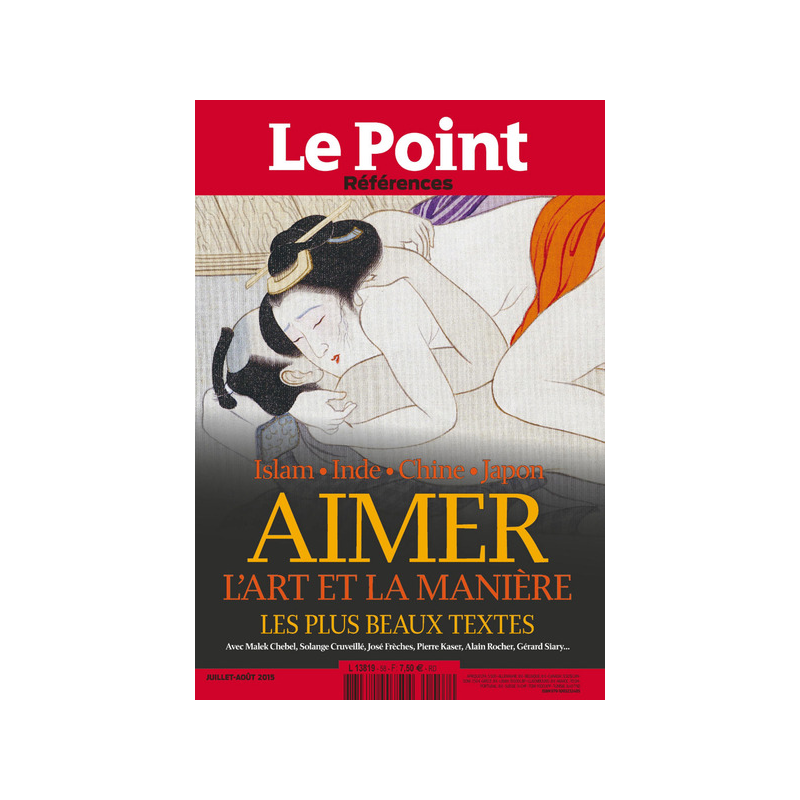 Le Point
Références
Islam • Inde • Chine • Japon
AIMER
L'ART ET LA MANIÈRE
LES PLUS BEAUX TEXTES
Avec Malek Chebel, Solange Cruveillé, José Frèches, Pierre Kaser, Alain Rocher, Gérard Siary...
JUILLET-AOÛT 2015
L 13819 F 7,50 €